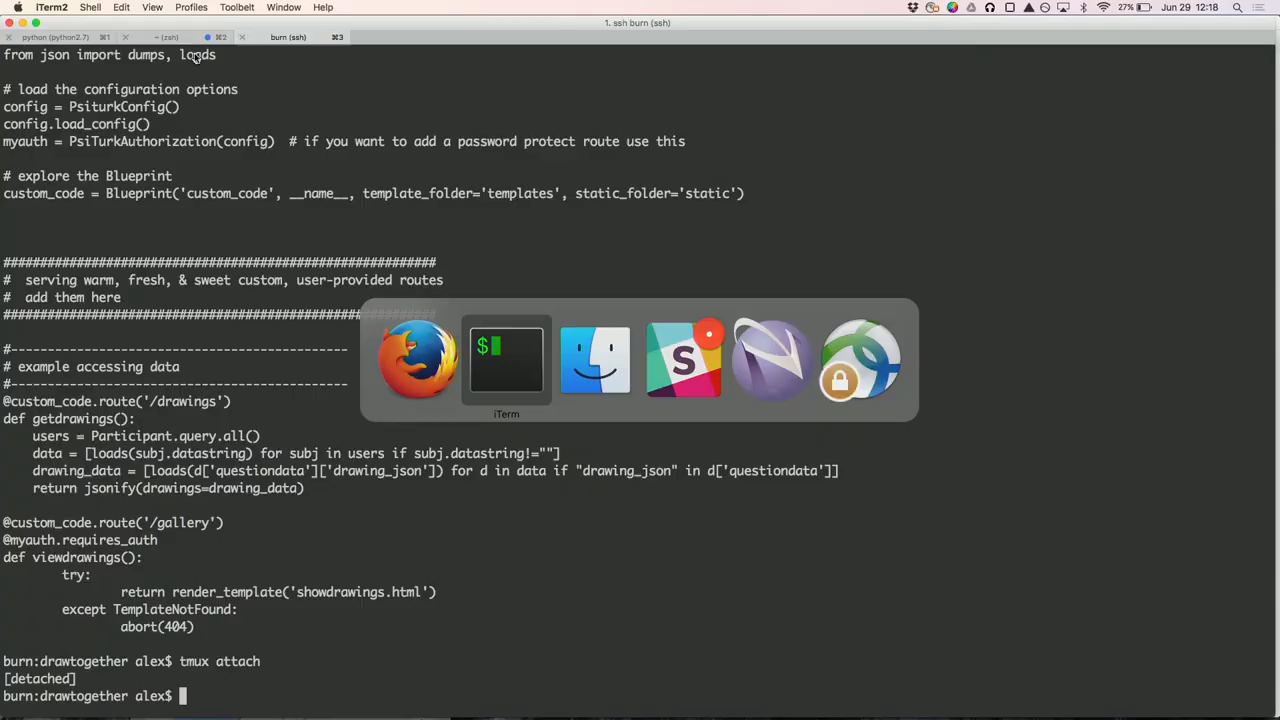 iTerm2 Shell Edit View Profiles Toolbelt Window Help 27% Jun 29 12:18
1. ssh burn (ssh)
python (python2.7) ⌘1 ~ (zsh) ⌘2 burn (ssh) ⌘3
from json import dumps, loads
# load the configuration options
config = PsiturkConfig()
config.load_config()
myauth = PsiTurkAuthorization(config)  # if you want to add a password protect route use this
# explore the Blueprint
custom_code = Blueprint('custom_code', __name__, template_folder='templates', static_folder='static')
###########################################################
#  serving warm, fresh, & sweet custom, user-provided routes
#  add them here
###########################################################
#----------------------------------------------
# example accessing data
#----------------------------------------------
@custom_code.route('/drawings')
def getdrawings():
    users = Participant.query.all()
    data = [loads(subj.datastring) for subj in users if subj.datastring!=""]
    drawing_data = [loads(d['questiondata']['drawing_json']) for d in data if "drawing_json" in d['questiondata']]
    return jsonify(drawings=drawing_data)
@custom_code.route('/gallery')
@myauth.requires_auth
def viewdrawings():
        try:
                return render_template('showdrawings.html')
        except TemplateNotFound:
                abort(404)
burn:drawtogether alex$ tmux attach
[detached]
burn:drawtogether alex$
$
S
iTerm